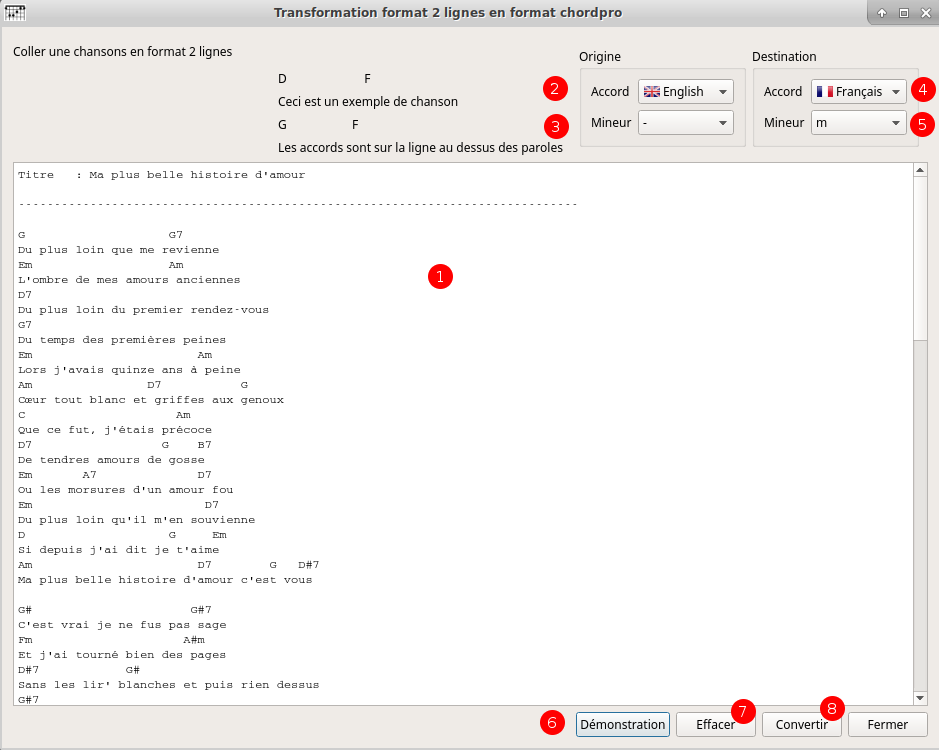 Transformation format 2 lignes en format chordpro
Coller une chansons en format 2 lignes
D F
Ceci est un exemple de chanson
G F
Les accords sont sur la ligne au dessus des paroles
Origine
2 Accord English
3 Mineur -
Destination
Accord Français 4
Mineur m 5
Titre : Ma plus belle histoire d'amour
------------------------------------------------------------------------------
G G7
Du plus loin que me revienne
Em Am
1
L'ombre de mes amours anciennes
D7
Du plus loin du premier rendez-vous
G7
Du temps des premières peines
Em Am
Lors j'avais quinze ans à peine
Am D7 G
Cœur tout blanc et griffes aux genoux
C Am
Que ce fut, j'étais précoce
D7 G B7
De tendres amours de gosse
Em A7 D7
Ou les morsures d'un amour fou
Em D7
Du plus loin qu'il m'en souvienne
D G Em
Si depuis j'ai dit je t'aime
Am D7 G D#7
Ma plus belle histoire d'amour c'est vous
G# G#7
C'est vrai je ne fus pas sage
Fm A#m
Et j'ai tourné bien des pages
D#7 G#
Sans les lir' blanches et puis rien dessus
G#7
6 Démonstration Effacer 7 Convertir 8 Fermer